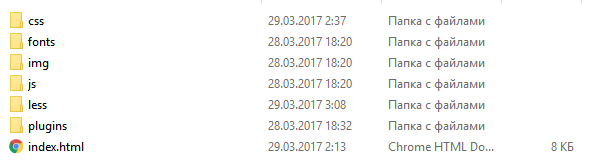 css 29.03.2017 2:37 Папка с файлами
fonts 28.03.2017 18:20 Папка с файлами
img 28.03.2017 18:20 Папка с файлами
js 28.03.2017 18:20 Папка с файлами
less 29.03.2017 3:08 Папка с файлами
plugins 28.03.2017 18:32 Папка с файлами
index.html 29.03.2017 2:13 Chrome HTML Do... 8 КБ